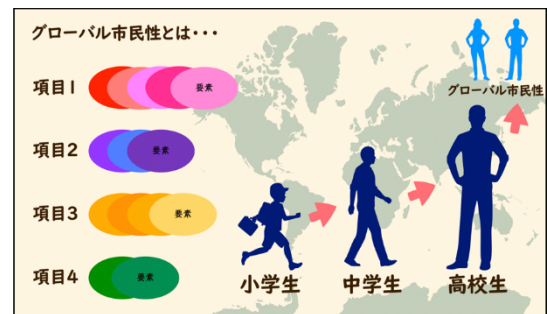 グローバル市民性とは・・・
項目1
要素
項目2
要素
項目3
要素
項目4
要素
小学生
中学生
高校生
グローバル市民性